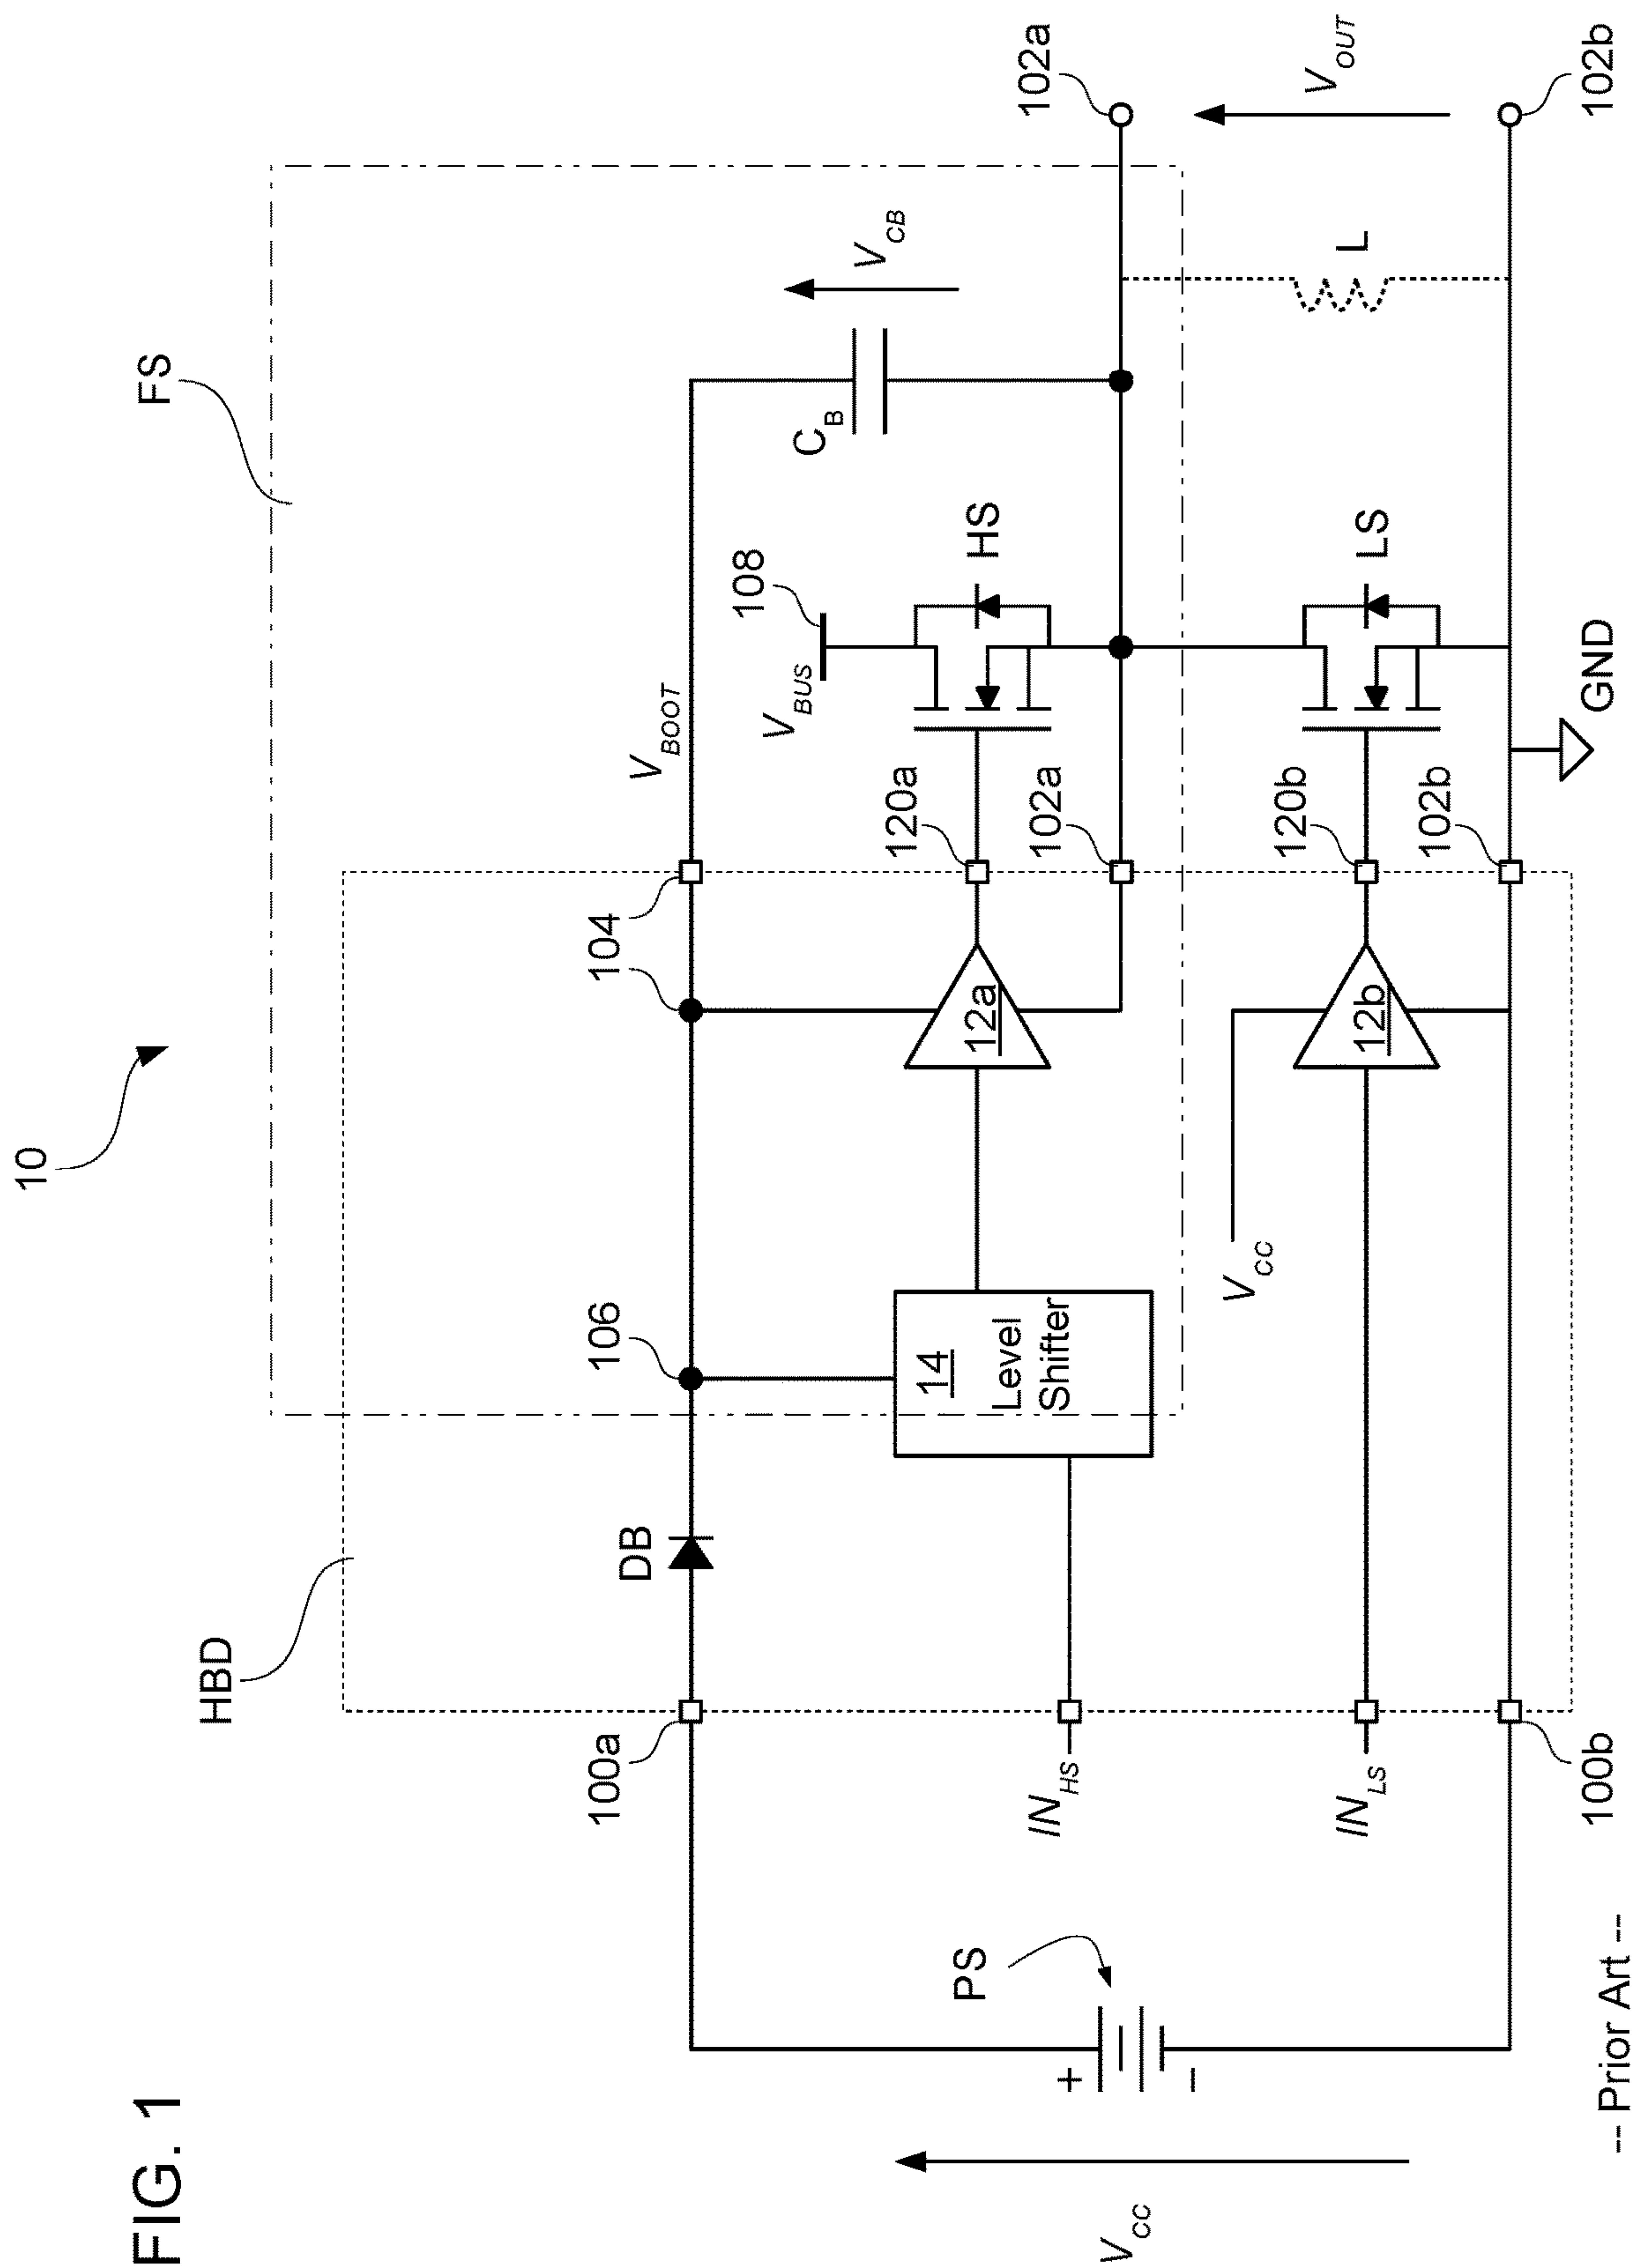 FIG. 1
10
HBD
FS
DB
106
104
V_BOOT
100a
V_BUS
108
C_B
V_CB
PS
+
-
V_CC
IN_HS
14
Level
Shifter
12a
120a
102a
HS
102a
V_CC
IN_LS
12b
120b
102b
LS
L
V_OUT
100b
GND
102b
-- Prior Art --